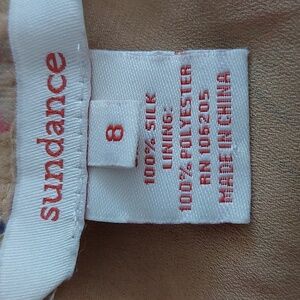 sundance
8
100% SILK
LINING:
100% POLYESTER
RN 106205
MADE IN CHINA